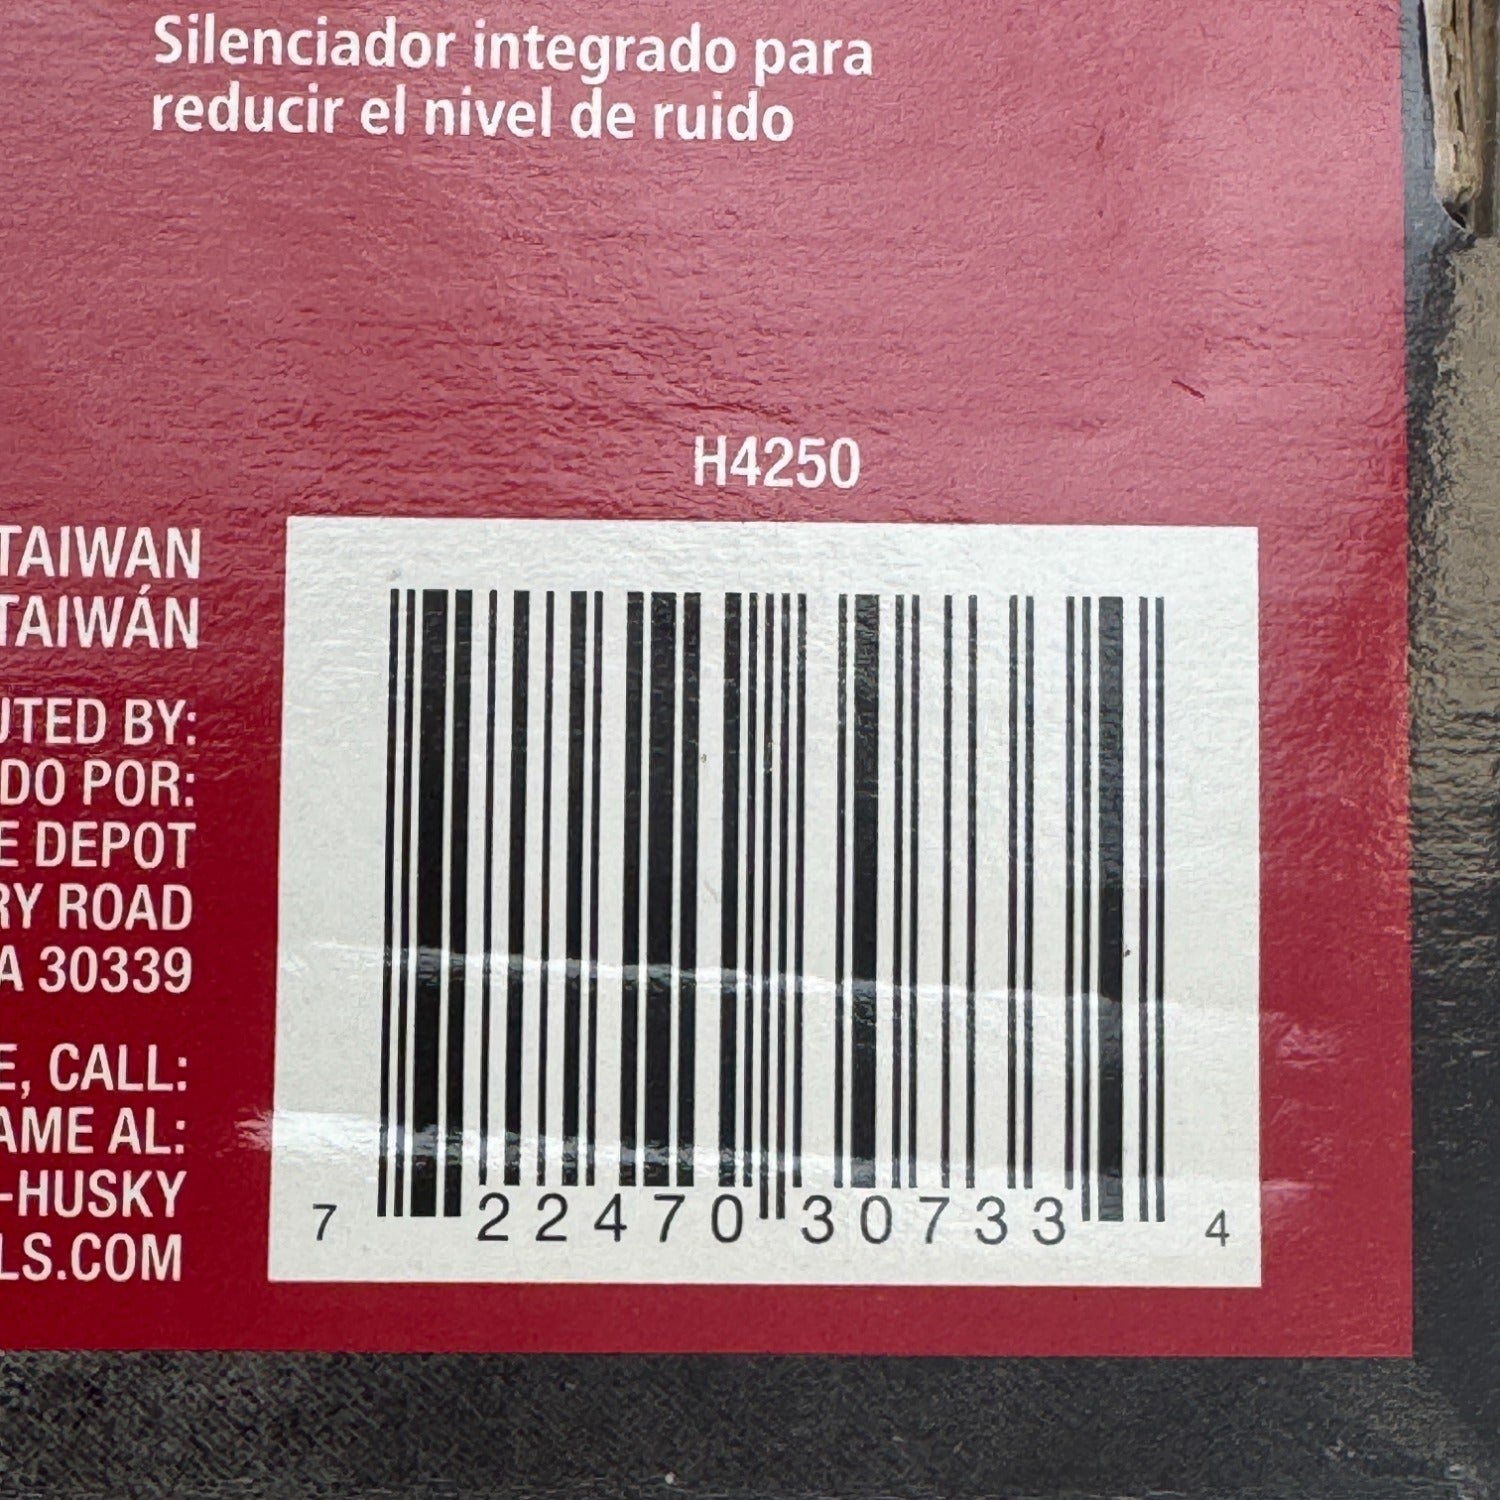 Silenciador integrado para
reducir el nivel de ruido
H4250
TAIWAN
TAIWÁN
UTED BY:
DO POR:
E DEPOT
RY ROAD
A 30339
E, CALL:
AME AL:
-HUSKY
LS.COM
7 22470 30733 4